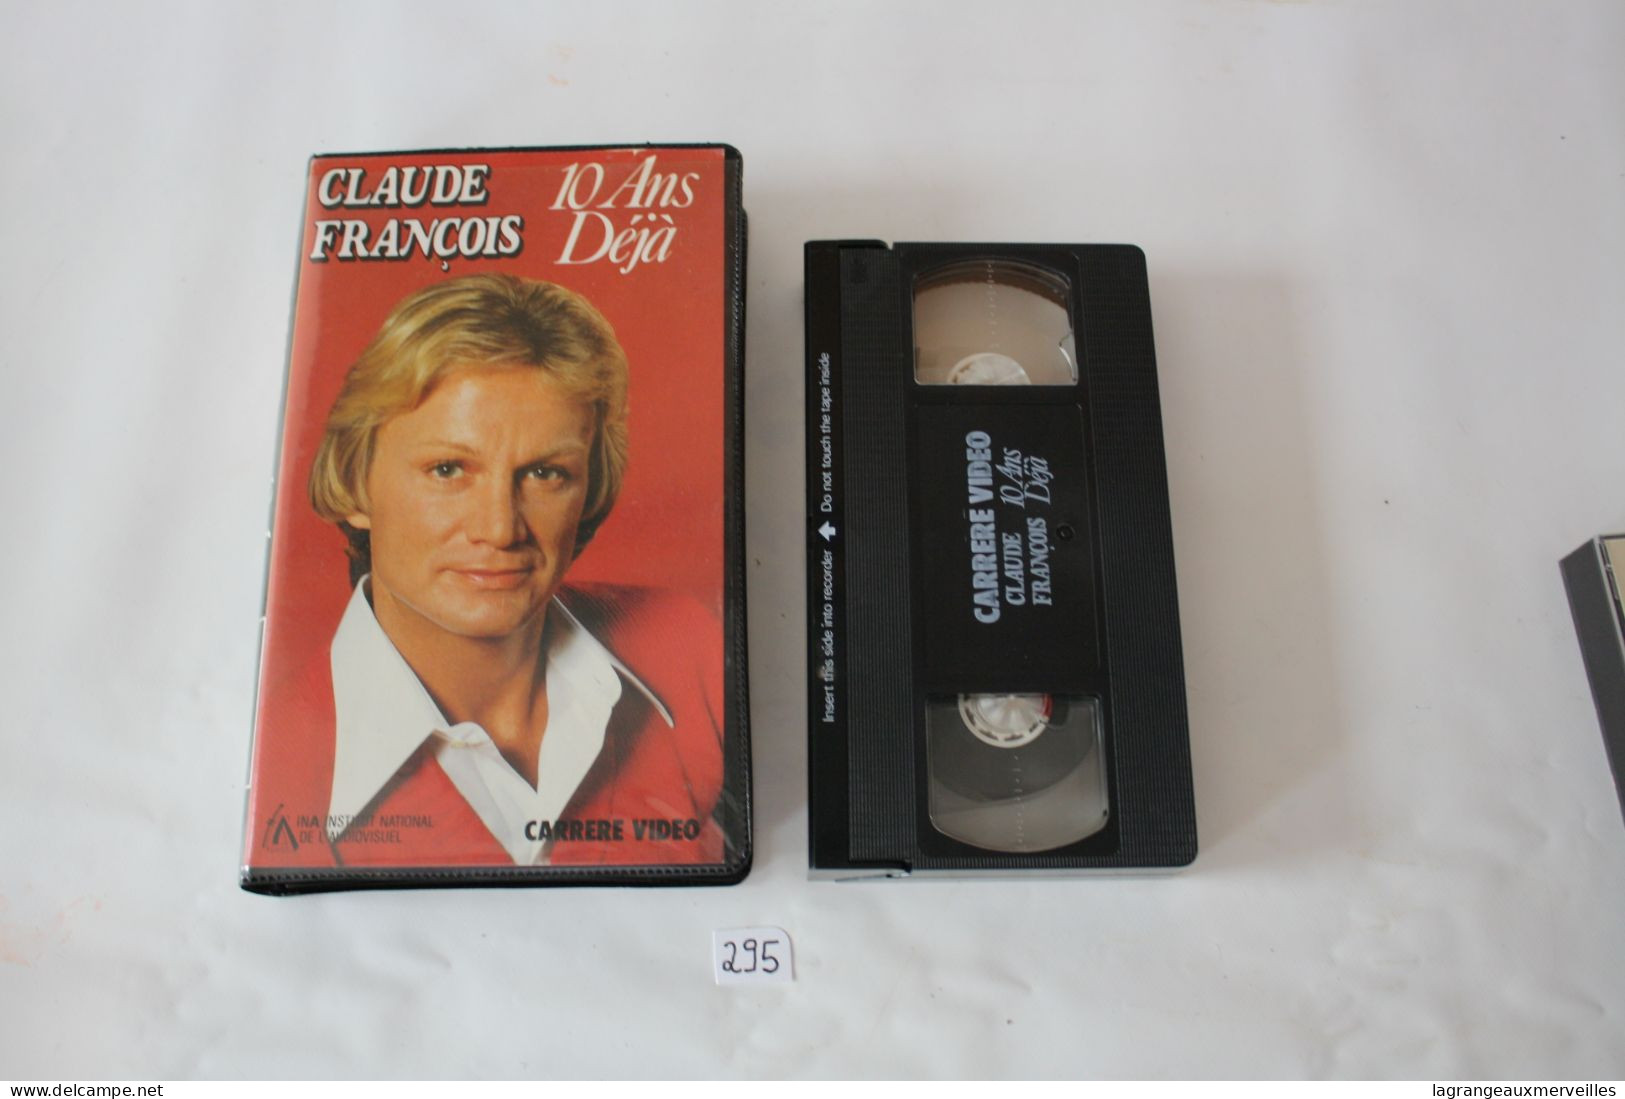 CLAUDE
FRANÇOIS
10 Ans
Déjà
INA INSTITUT NATIONAL
DE L'AUDIOVISUEL
CARRERE VIDEO
Insert this side into recorder Do not touch the tape inside
CARRERE VIDEO
CLAUDE 10 Ans
FRANÇOIS Déjà
295
www.delcampe.net
lagrangeauxmerveilles